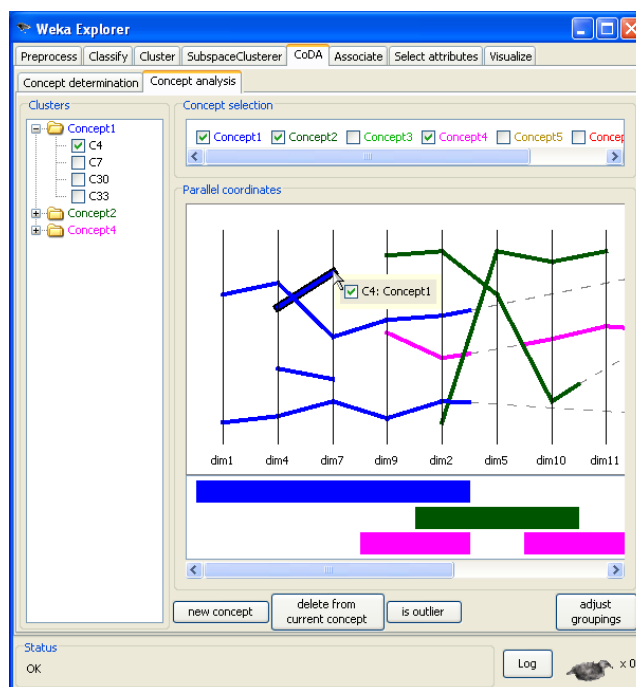 Weka Explorer
Preprocess Classify Cluster SubspaceClusterer CoDA Associate Select attributes Visualize
Concept determination Concept analysis
Clusters
Concept1
C4
C7
C30
C33
Concept2
Concept4
Concept selection
Concept1 Concept2 Concept3 Concept4 Concept5 Concep
Parallel coordinates
C4: Concept1
dim1 dim4 dim7 dim9 dim2 dim5 dim10 dim11
new concept
delete from
current concept
is outlier
adjust
groupings
Status
OK
Log
x 0